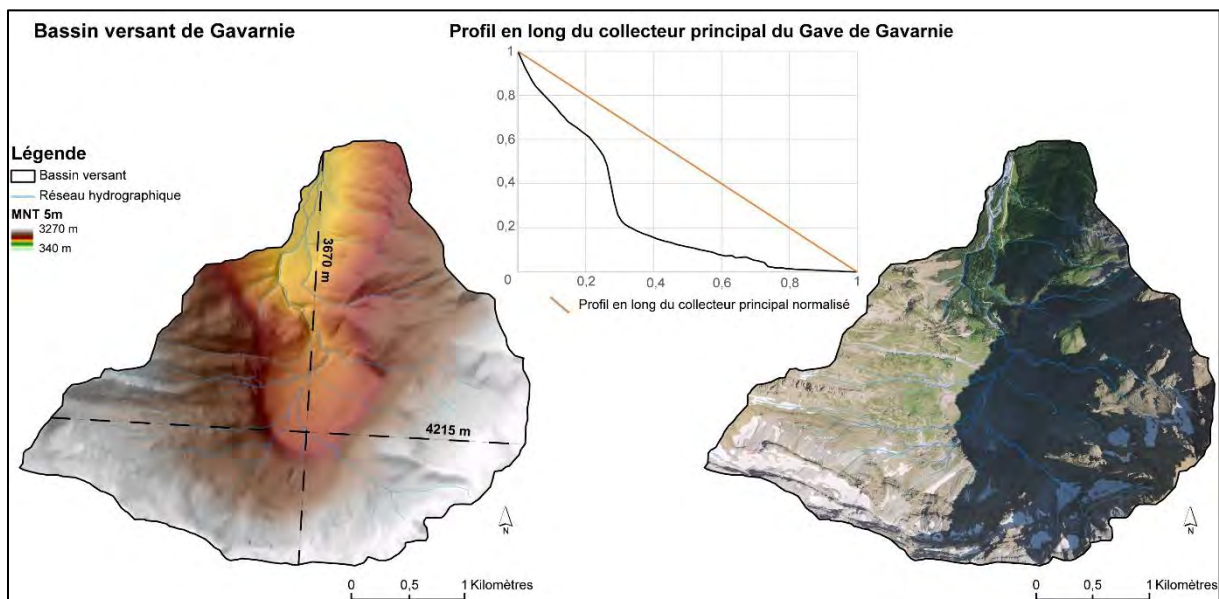 Bassin versant de Gavarnie
Profil en long du collecteur principal du Gave de Gavarnie
1
0,8
0,6
0,4
0,2
0
0,2
0,4
0,6
0,8
1
Profil en long du collecteur principal normalisé
Légende
Bassin versant
Réseau hydrographique
MNT 5m
3270 m
340 m
3670 m
4215 m
N
0 0,5 1 Kilomètres
N
0 0,5 1 Kilomètres